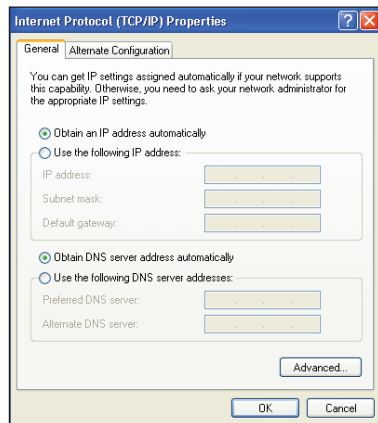 Internet Protocol (TCP/IP) Properties
General
Alternate Configuration
You can get IP settings assigned automatically if your network supports
this capability. Otherwise, you need to ask your network administrator for
the appropriate IP settings.
Obtain an IP address automatically
Use the following IP address:
IP address:
Subnet mask:
Default gateway:
Obtain DNS server address automatically
Use the following DNS server addresses:
Preferred DNS server:
Alternate DNS server:
Advanced...
OK
Cancel